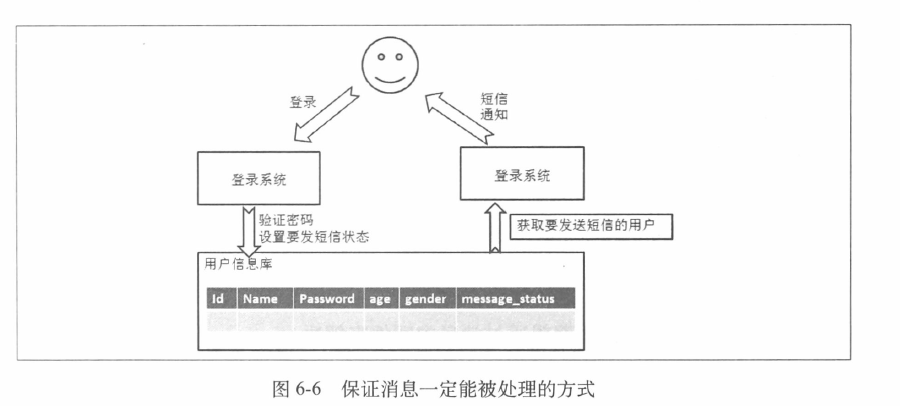 登录
短信
通知
登录系统
登录系统
验证密码
设置要发短信状态
获取要发送短信的用户
用户信息库
Id Name Password age gender message_status
图 6-6 保证消息一定能被处理的方式